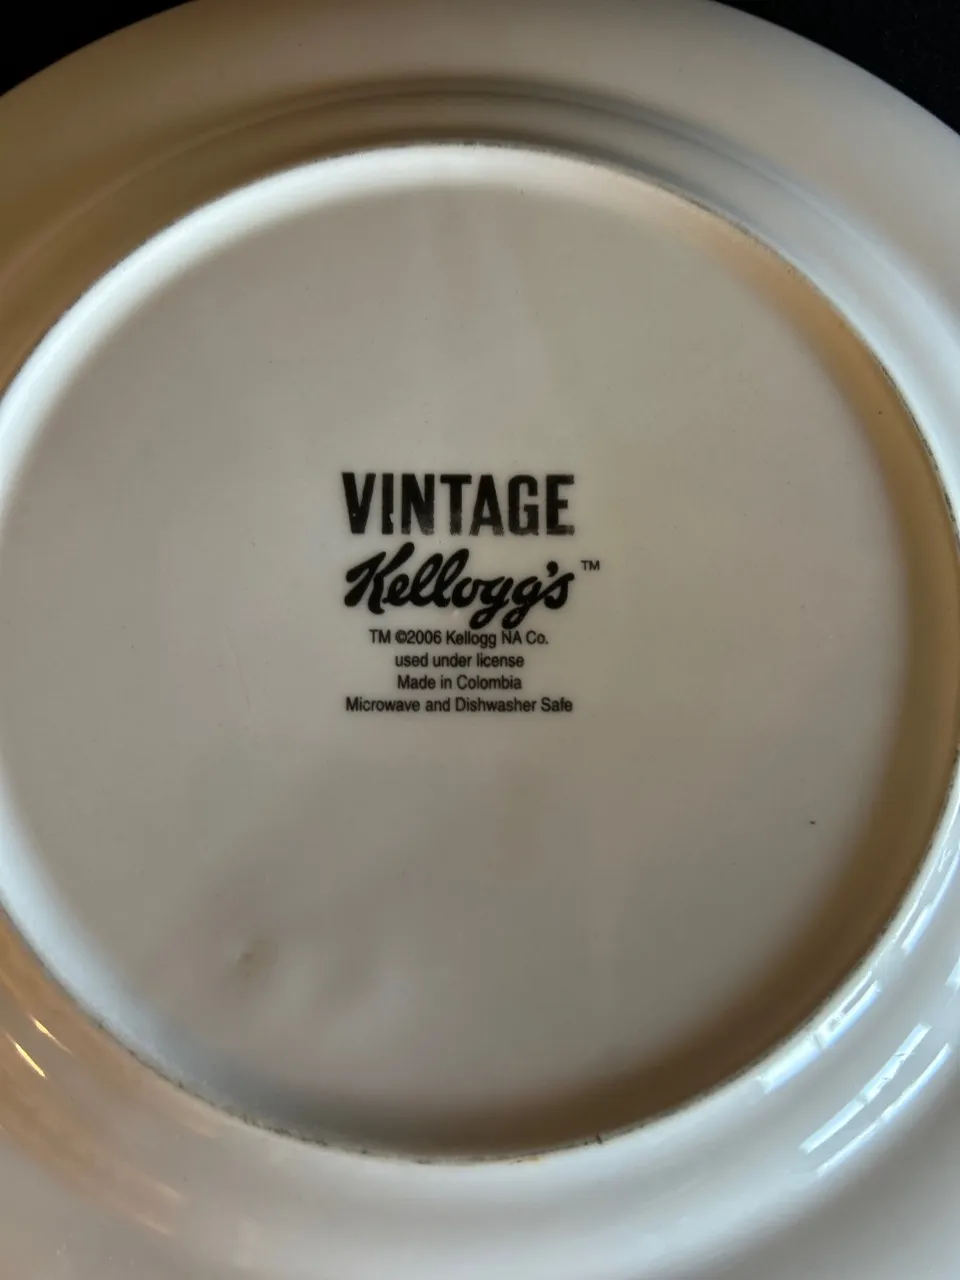 VINTAGE
Kellogg's™
TM ©2006 Kellogg NA Co.
used under license
Made in Colombia
Microwave and Dishwasher Safe